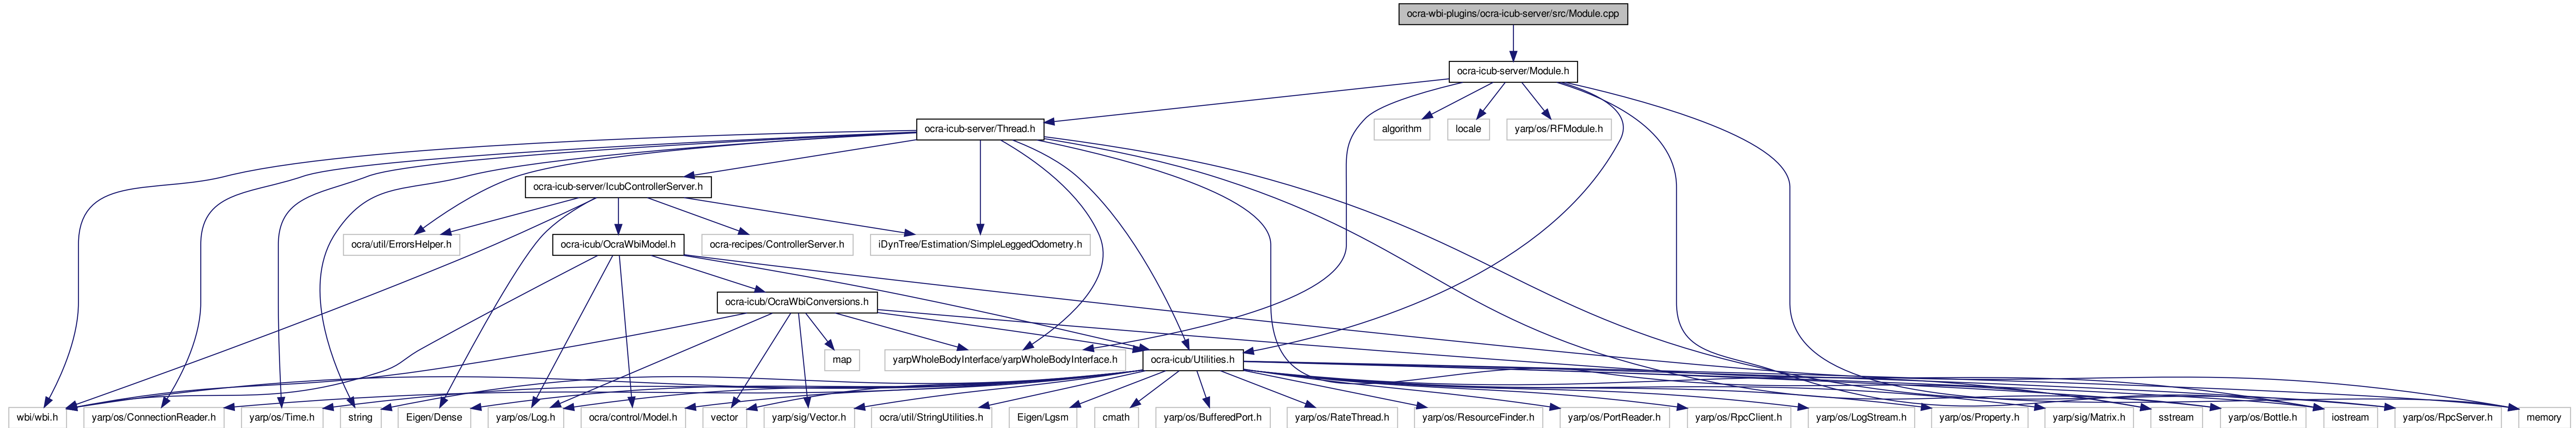 ocra-wbi-plugins/ocra-icub-server/src/Module.cpp
ocra-icub-server/Module.h
ocra-icub-server/Thread.h
algorithm
locale
yarp/os/RFModule.h
ocra-icub-server/IcubControllerServer.h
ocra/util/ErrorsHelper.h
ocra-icub/OcraWbiModel.h
ocra-recipes/ControllerServer.h
iDynTree/Estimation/SimpleLeggedOdometry.h
ocra-icub/OcraWbiConversions.h
map
yarpWholeBodyInterface/yarpWholeBodyInterface.h
ocra-icub/Utilities.h
wbi/wbi.h
yarp/os/ConnectionReader.h
yarp/os/Time.h
string
Eigen/Dense
yarp/os/Log.h
ocra/control/Model.h
vector
yarp/sig/Vector.h
ocra/util/StringUtilities.h
Eigen/Lgsm
cmath
yarp/os/BufferedPort.h
yarp/os/RateThread.h
yarp/os/ResourceFinder.h
yarp/os/PortReader.h
yarp/os/RpcClient.h
yarp/os/LogStream.h
yarp/os/Property.h
yarp/sig/Matrix.h
sstream
yarp/os/Bottle.h
iostream
yarp/os/RpcServer.h
memory